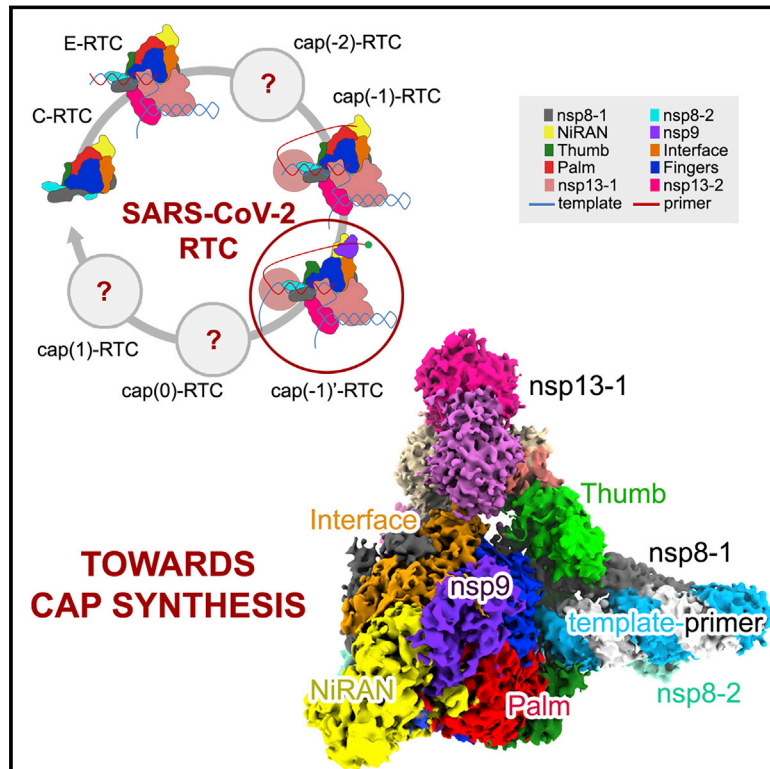 E-RTC
cap(-2)-RTC
?
C-RTC
cap(-1)-RTC
SARS-CoV-2
RTC
?
?
cap(1)-RTC
cap(0)-RTC
cap(-1)'-RTC
nsp8-1
nsp8-2
NiRAN
nsp9
Thumb
Interface
Palm
Fingers
nsp13-1
nsp13-2
template
primer
nsp13-1
Thumb
Interface
nsp8-1
TOWARDS
CAP SYNTHESIS
nsp9
template-primer
NiRAN
Palm
nsp8-2